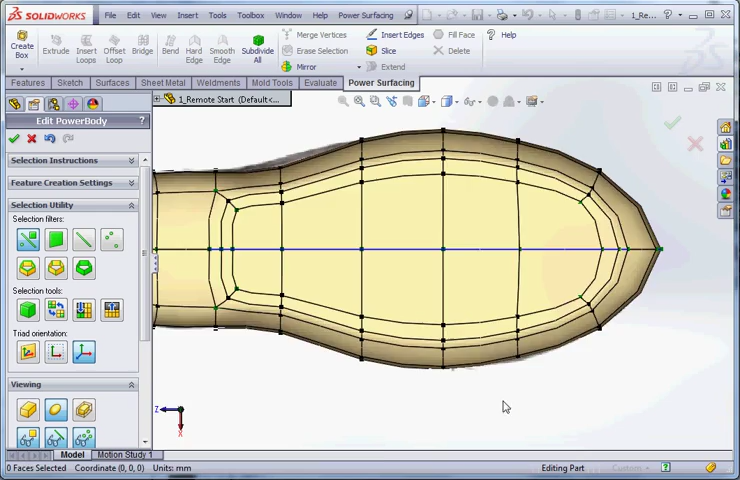 SOLIDWORKS File Edit View Insert Toolbox Window Power Surfacing 1_Re...
Create Box
Extrude Insert Loops Offset Loops Bridge Bend Hard Edge Smooth Edge Subdivide All
Merge Vertices Insert Edges Fill Face Help
Erase Selection Slice Delete
Mirror Extend
Features Sketch Surfaces Sheet Metal Weldments Mold Tools Evaluate Power Surfacing
1_Remote Start (Default<...
Edit PowerBody ?
Selection Instructions
Feature Creation Settings
Selection Utility
Selection filters:
Selection tools:
Triad orientation:
Viewing
Z
X
Model Motion Study 1
0 Faces Selected Coordinate (0, 0, 0) Units: mm Editing Part Custom